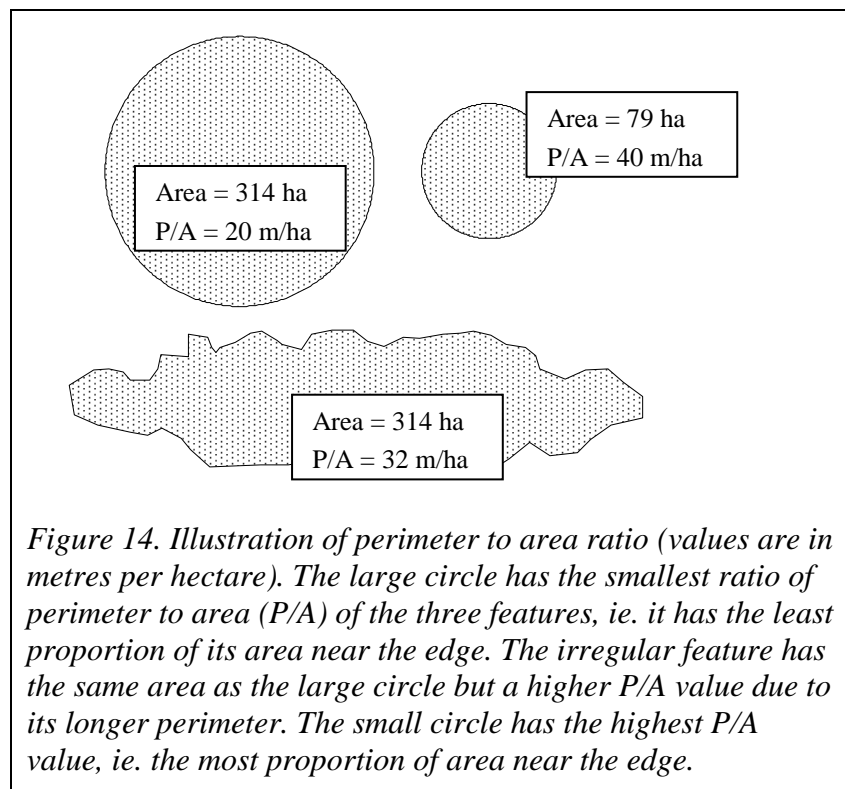 Area = 314 ha
P/A = 20 m/ha
Area = 79 ha
P/A = 40 m/ha
Area = 314 ha
P/A = 32 m/ha
Figure 14. Illustration of perimeter to area ratio (values are in
metres per hectare). The large circle has the smallest ratio of
perimeter to area (P/A) of the three features, ie. it has the least
proportion of its area near the edge. The irregular feature has
the same area as the large circle but a higher P/A value due to
its longer perimeter. The small circle has the highest P/A
value, ie. the most proportion of area near the edge.